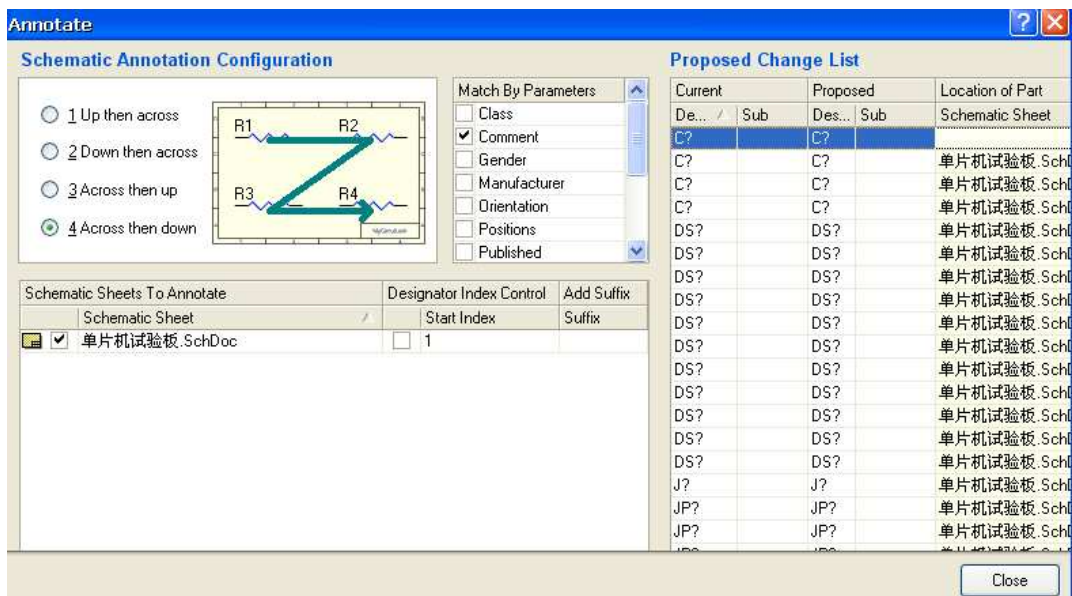 Annotate
Schematic Annotation Configuration
1 Up then across
2 Down then across
3 Across then up
4 Across then down
R1 R2
R3 R4
Match By Parameters
Class
Comment
Gender
Manufacturer
Orientation
Positions
Published
Schematic Sheets To Annotate Designator Index Control Add Suffix
Schematic Sheet Start Index Suffix
单片机试验板.SchDoc 1
Proposed Change List
Current Proposed Location of Part
De... Sub Des... Sub Schematic Sheet
C? C?
C? C? 单片机试验板.Sch
C? C? 单片机试验板.Sch
C? C? 单片机试验板.Sch
DS? DS? 单片机试验板.Sch
DS? DS? 单片机试验板.Sch
DS? DS? 单片机试验板.Sch
DS? DS? 单片机试验板.Sch
DS? DS? 单片机试验板.Sch
DS? DS? 单片机试验板.Sch
DS? DS? 单片机试验板.Sch
DS? DS? 单片机试验板.Sch
DS? DS? 单片机试验板.Sch
DS? DS? 单片机试验板.Sch
DS? DS? 单片机试验板.Sch
J? J? 单片机试验板.Sch
JP? JP? 单片机试验板.Sch
JP? JP? 单片机试验板.Sch
Close